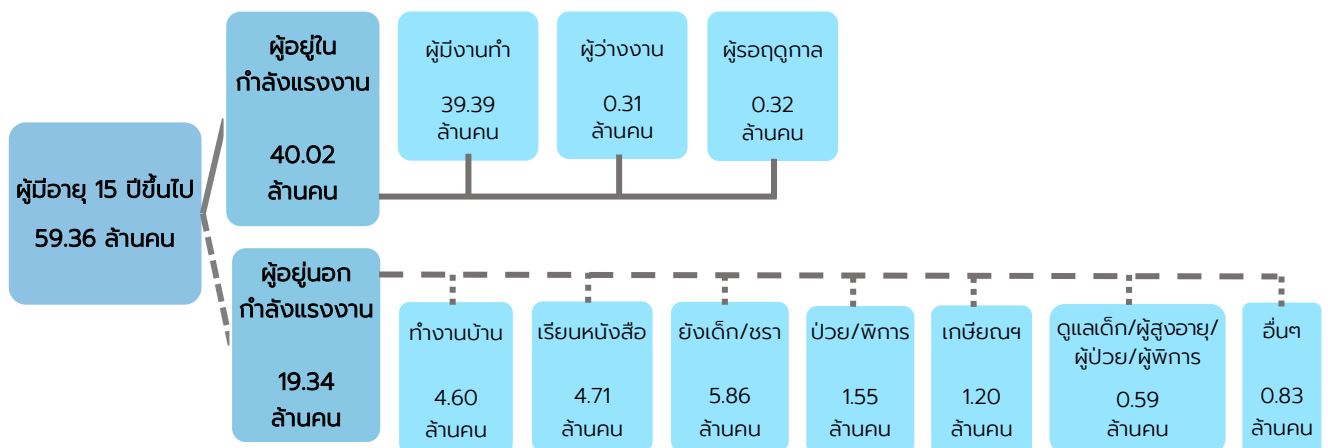 ผู้มีอายุ 15 ปีขึ้นไป
59.36 ล้านคน
ผู้อยู่ใน
กำลังแรงงาน
40.02
ล้านคน
ผู้มีงานทำ
39.39
ล้านคน
ผู้ว่างงาน
0.31
ล้านคน
ผู้รอฤดูกาล
0.32
ล้านคน
ผู้อยู่นอก
กำลังแรงงาน
19.34
ล้านคน
ทำงานบ้าน
4.60
ล้านคน
เรียนหนังสือ
4.71
ล้านคน
ยังเด็ก/ชรา
5.86
ล้านคน
ป่วย/พิการ
1.55
ล้านคน
เกษียณฯ
1.20
ล้านคน
ดูแลเด็ก/ผู้สูงอายุ/
ผู้ป่วย/ผู้พิการ
0.59
ล้านคน
อื่นๆ
0.83
ล้านคน